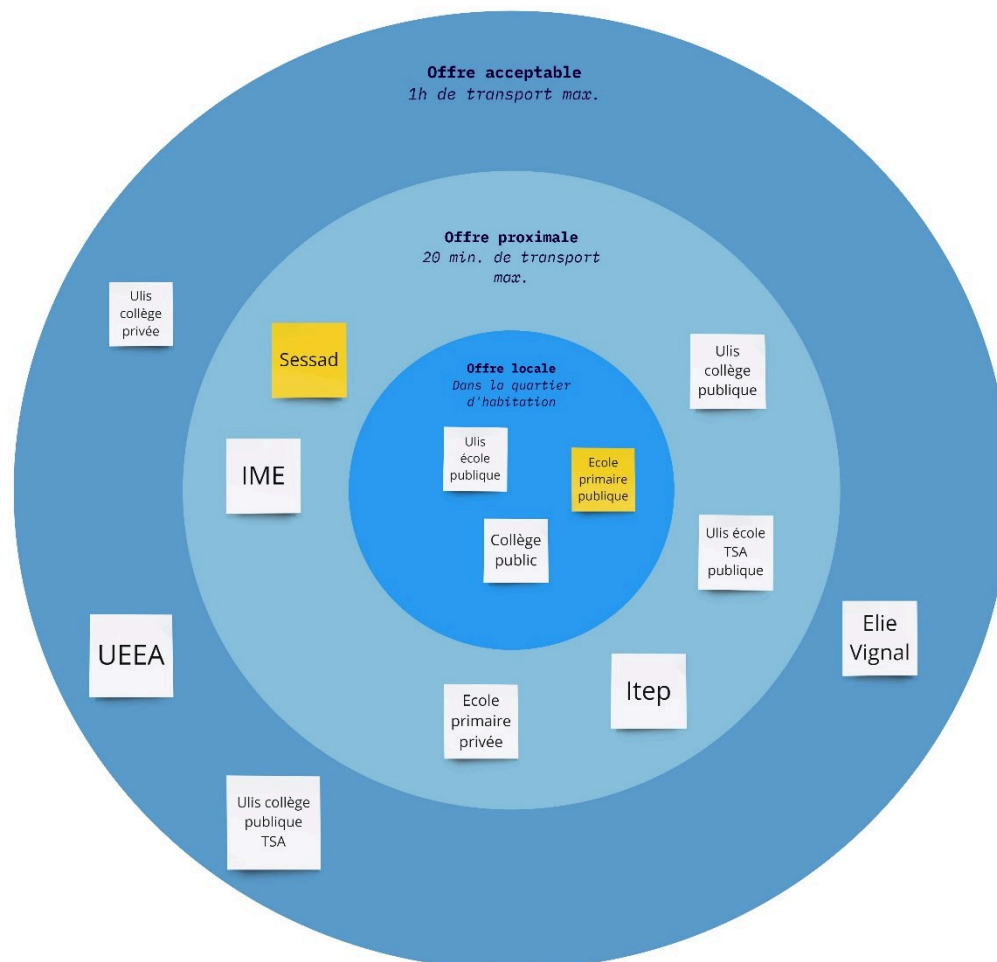 Offre acceptable
1h de transport max.
Offre proximale
20 min. de transport
max.
Ulis
collège
privée
Sessad
Ulis
collège
publique
Offre locale
Dans la quartier
d'habitation
IME
Ulis
école
publique
Ecole
primaire
publique
Collège
public
Ulis école
TSA
publique
UEEA
Elie
Vignal
Itep
Ecole
primaire
privée
Ulis collège
publique
TSA